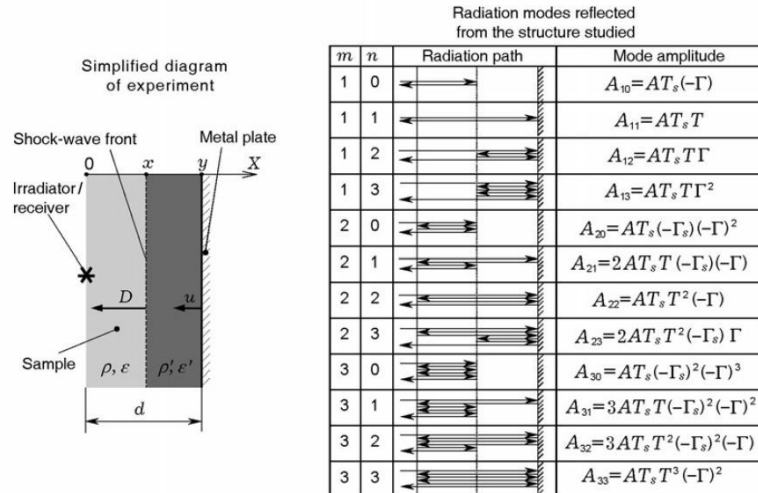 Radiation modes reflected
from the structure studied
Simplified diagram
of experiment
Shock-wave front
Metal plate
0 x y X
Irradiator/
receiver
D u
Sample
ρ, ε ρ′, ε′
d
m n Radiation path Mode amplitude
1 0 A₁₀=ATₛ(-Γ)
1 1 A₁₁=ATₛT
1 2 A₁₂=ATₛTΓ
1 3 A₁₃=ATₛTΓ²
2 0 A₂₀=ATₛ(-Γₛ)(-Γ)²
2 1 A₂₁=2ATₛT(-Γₛ)(-Γ)
2 2 A₂₂=ATₛT²(-Γ)
2 3 A₂₃=2ATₛT²(-Γₛ)Γ
3 0 A₃₀=ATₛ(-Γₛ)²(-Γ)³
3 1 A₃₁=3ATₛT(-Γₛ)²(-Γ)²
3 2 A₃₂=3ATₛT²(-Γₛ)²(-Γ)
3 3 A₃₃=ATₛT³(-Γ)²